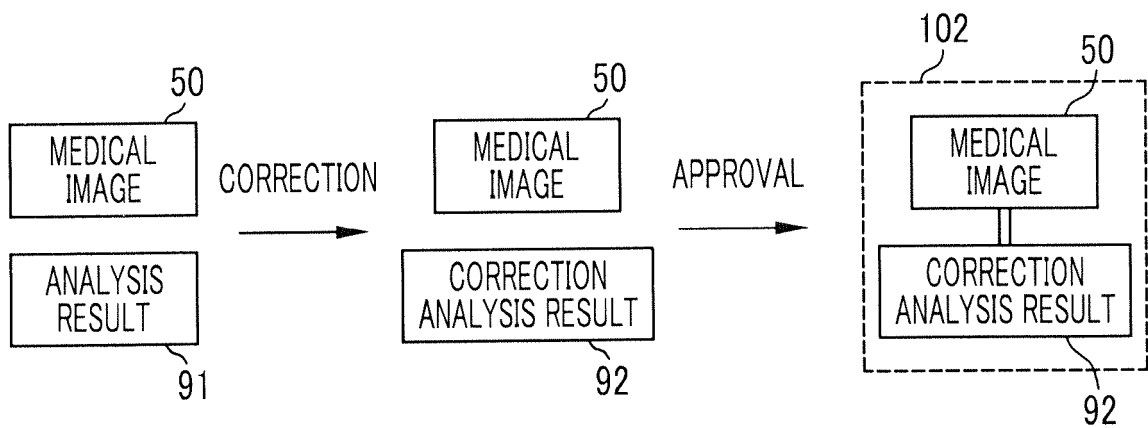 50
MEDICAL
IMAGE
ANALYSIS
RESULT
91
CORRECTION
50
MEDICAL
IMAGE
CORRECTION
ANALYSIS RESULT
92
APPROVAL
102
50
MEDICAL
IMAGE
CORRECTION
ANALYSIS RESULT
92